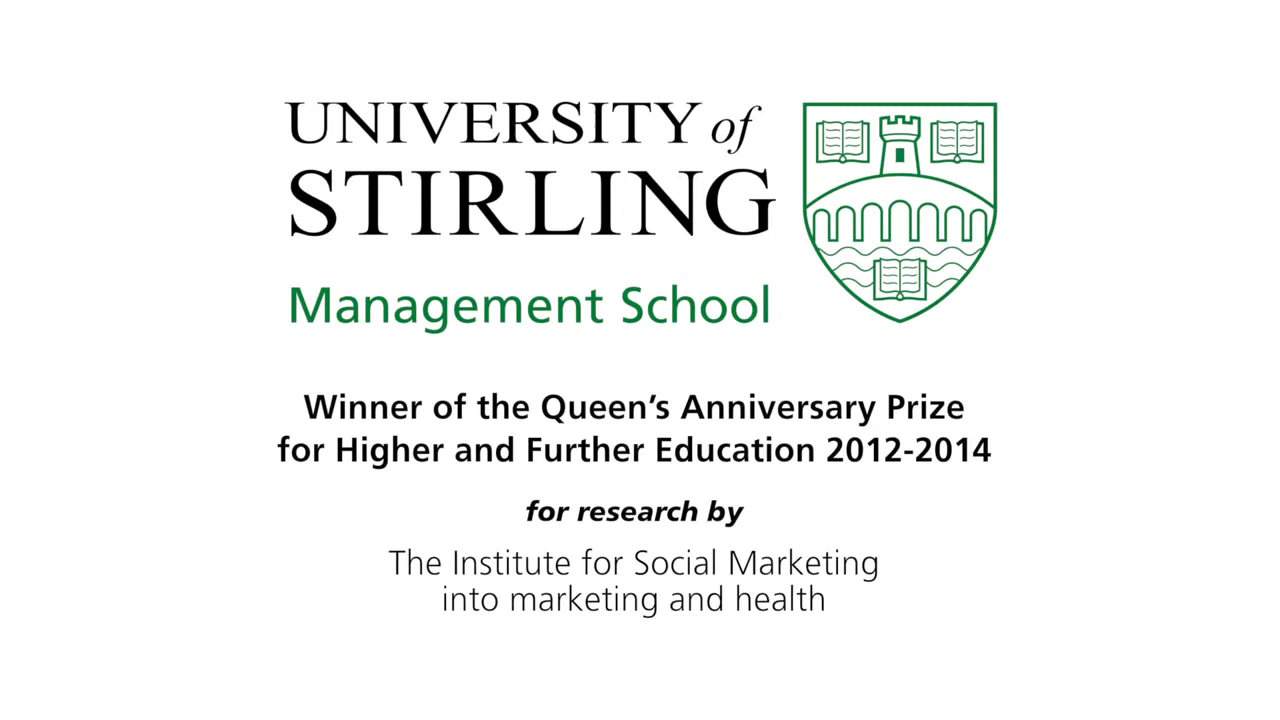 UNIVERSITY of
STIRLING
Management School
Winner of the Queen’s Anniversary Prize
for Higher and Further Education 2012-2014
for research by
The Institute for Social Marketing
into marketing and health